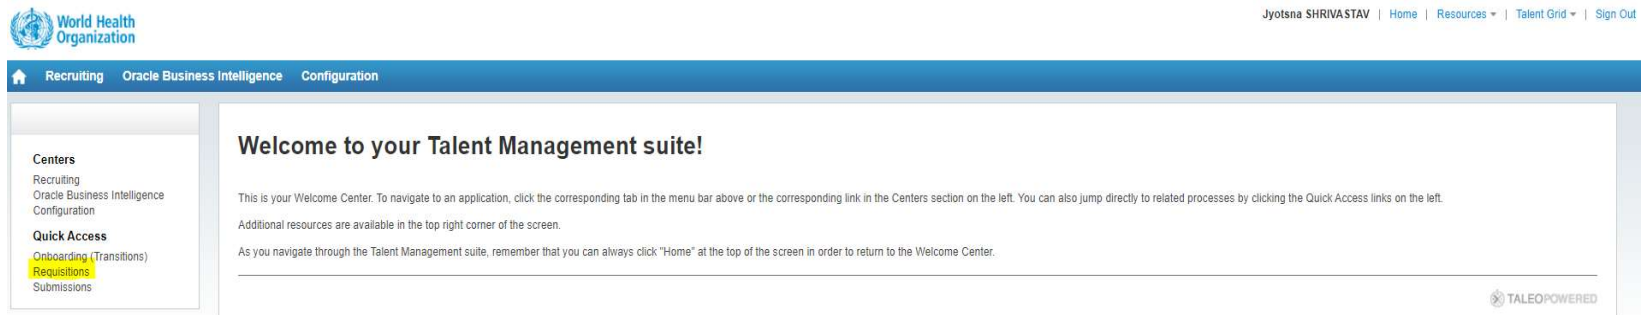 World Health
Organization
Jyotsna SHRIVASTAV | Home | Resources | Talent Grid | Sign Out
Recruiting Oracle Business Intelligence Configuration
Centers
Recruiting
Oracle Business Intelligence
Configuration
Quick Access
Onboarding (Transitions)
Requisitions
Submissions
Welcome to your Talent Management suite!
This is your Welcome Center. To navigate to an application, click the corresponding tab in the menu bar above or the corresponding link in the Centers section on the left. You can also jump directly to related processes by clicking the Quick Access links on the left.
Additional resources are available in the top right corner of the screen.
As you navigate through the Talent Management suite, remember that you can always click "Home" at the top of the screen in order to return to the Welcome Center.
TALEOPOWERED